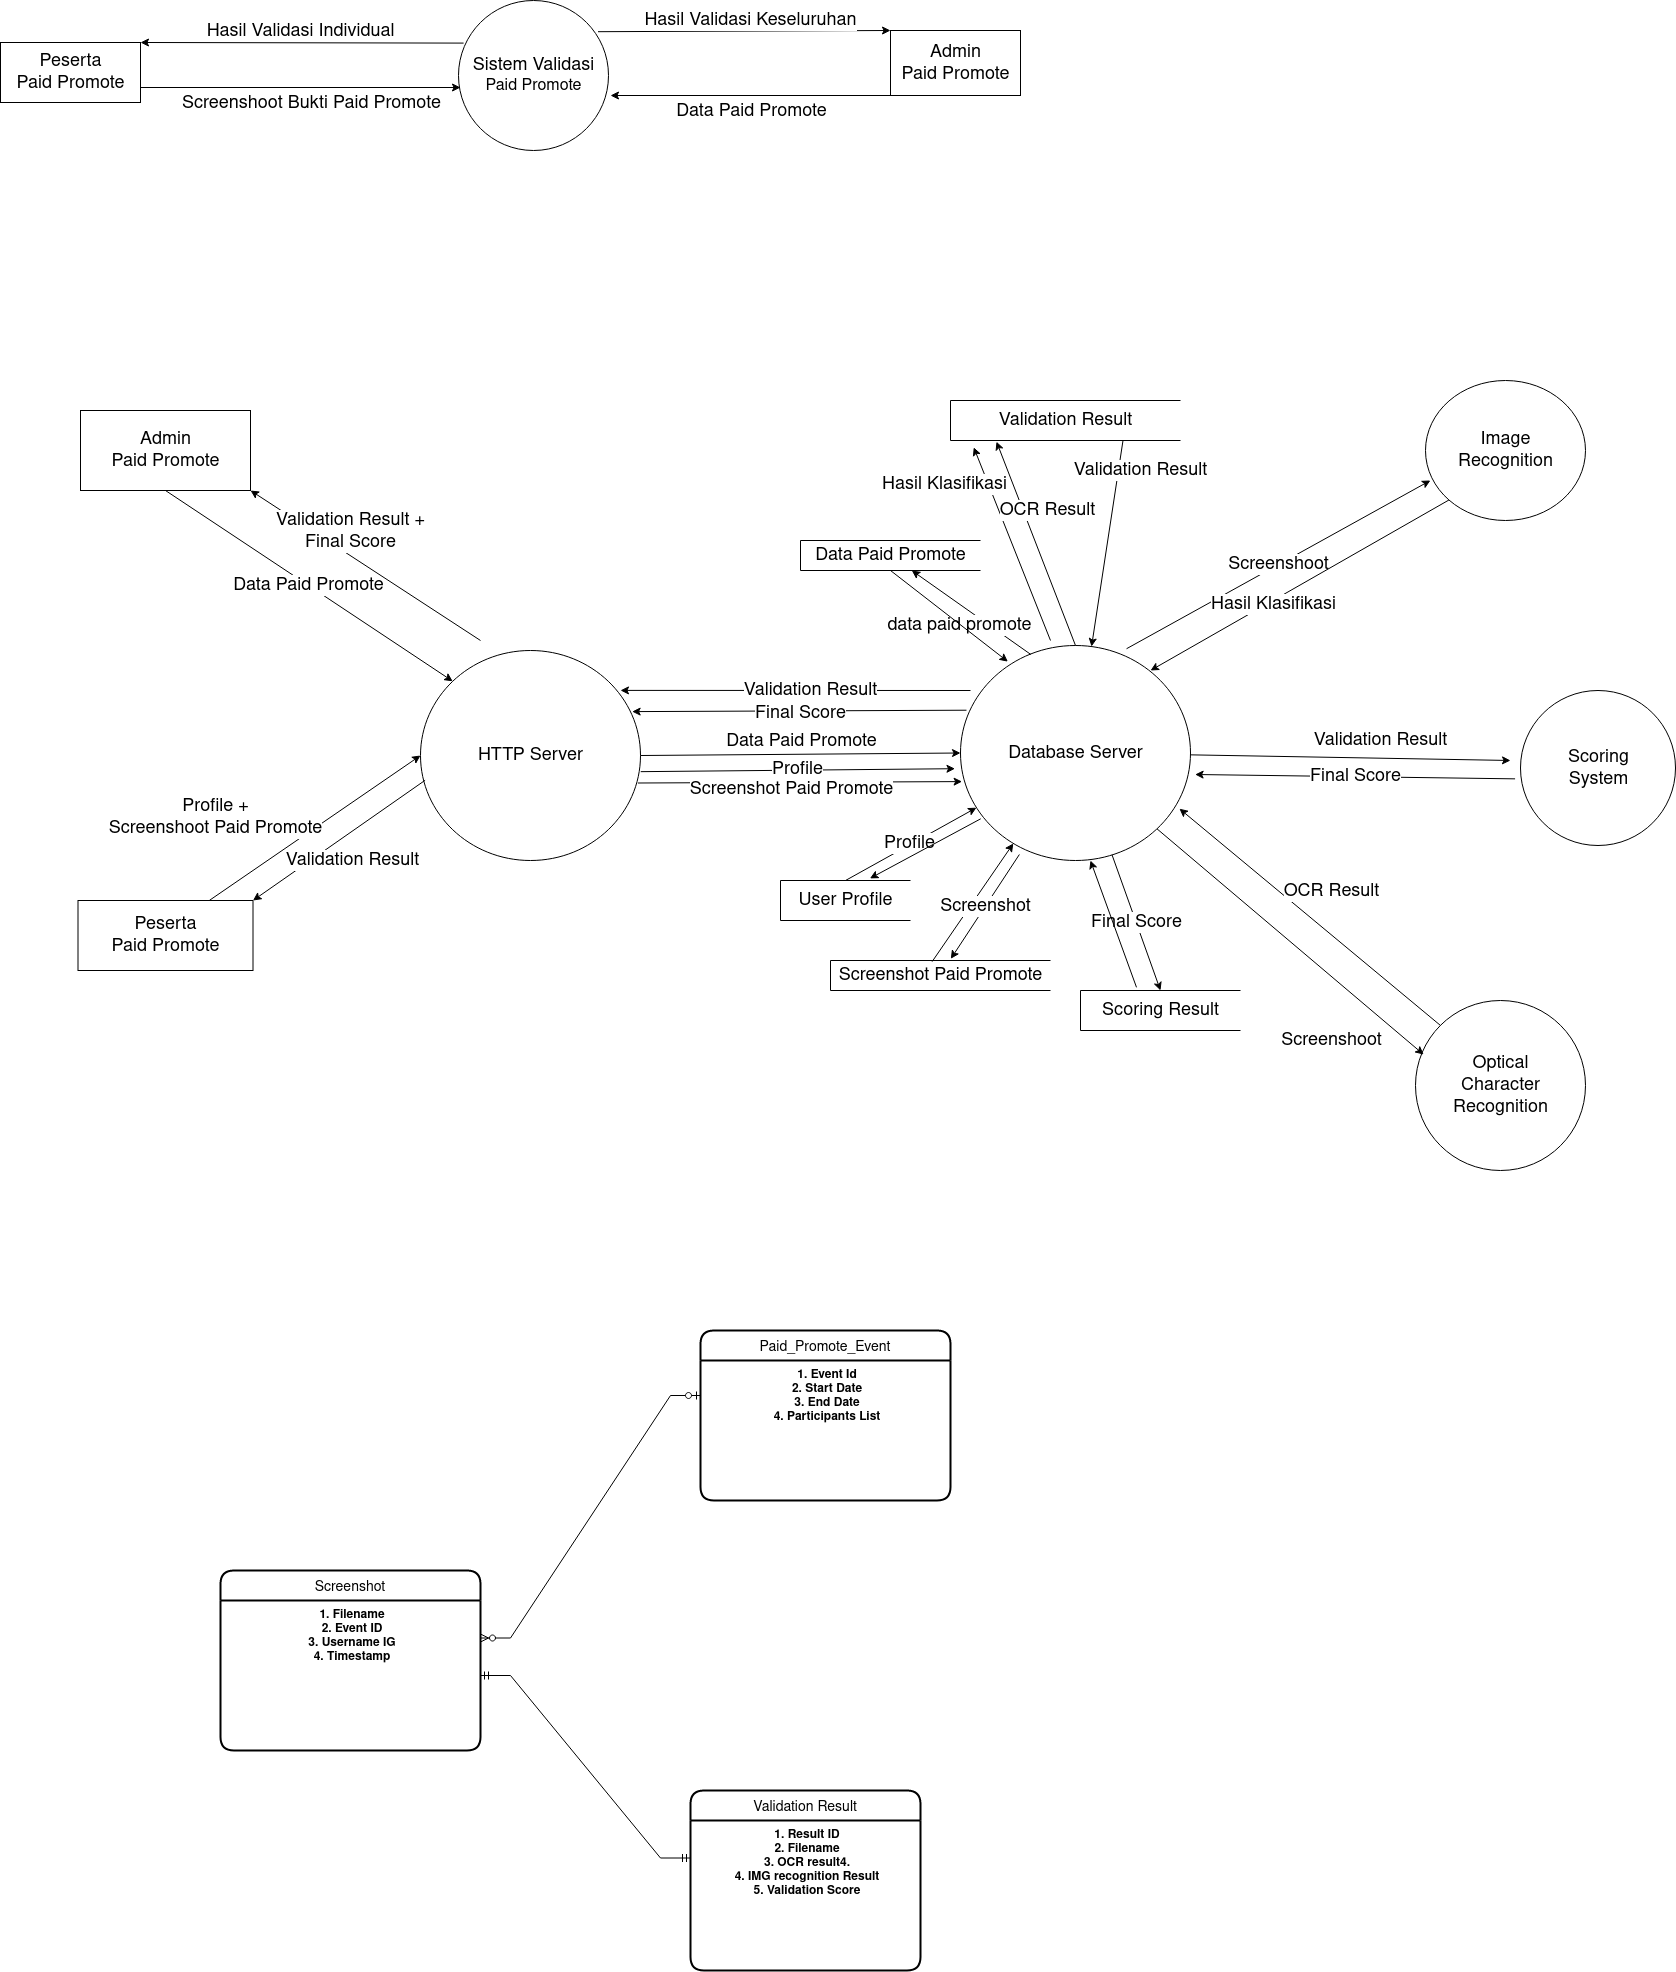 Hasil Validasi Individual
Hasil Validasi Keseluruhan
Peserta
Paid Promote
Sistem Validasi
Paid Promote
Admin
Paid Promote
Screenshoot Bukti Paid Promote
Data Paid Promote
Admin
Paid Promote
Validation Result +
Final Score
Data Paid Promote
Validation Result
Hasil Klasifikasi
Validation Result
OCR Result
Data Paid Promote
data paid promote
Image
Recognition
Screenshoot
Hasil Klasifikasi
HTTP Server
Validation Result
Final Score
Data Paid Promote
Profile
Screenshot Paid Promote
Database Server
Validation Result
Final Score
Scoring
System
Profile +
Screenshoot Paid Promote
Validation Result
Peserta
Paid Promote
Profile
User Profile
Screenshot
Screenshot Paid Promote
Final Score
Scoring Result
OCR Result
Screenshoot
Optical
Character
Recognition
Paid_Promote_Event
1. Event Id
2. Start Date
3. End Date
4. Participants List
Screenshot
1. Filename
2. Event ID
3. Username IG
4. Timestamp
Validation Result
1. Result ID
2. Filename
3. OCR result4.
4. IMG recognition Result
5. Validation Score